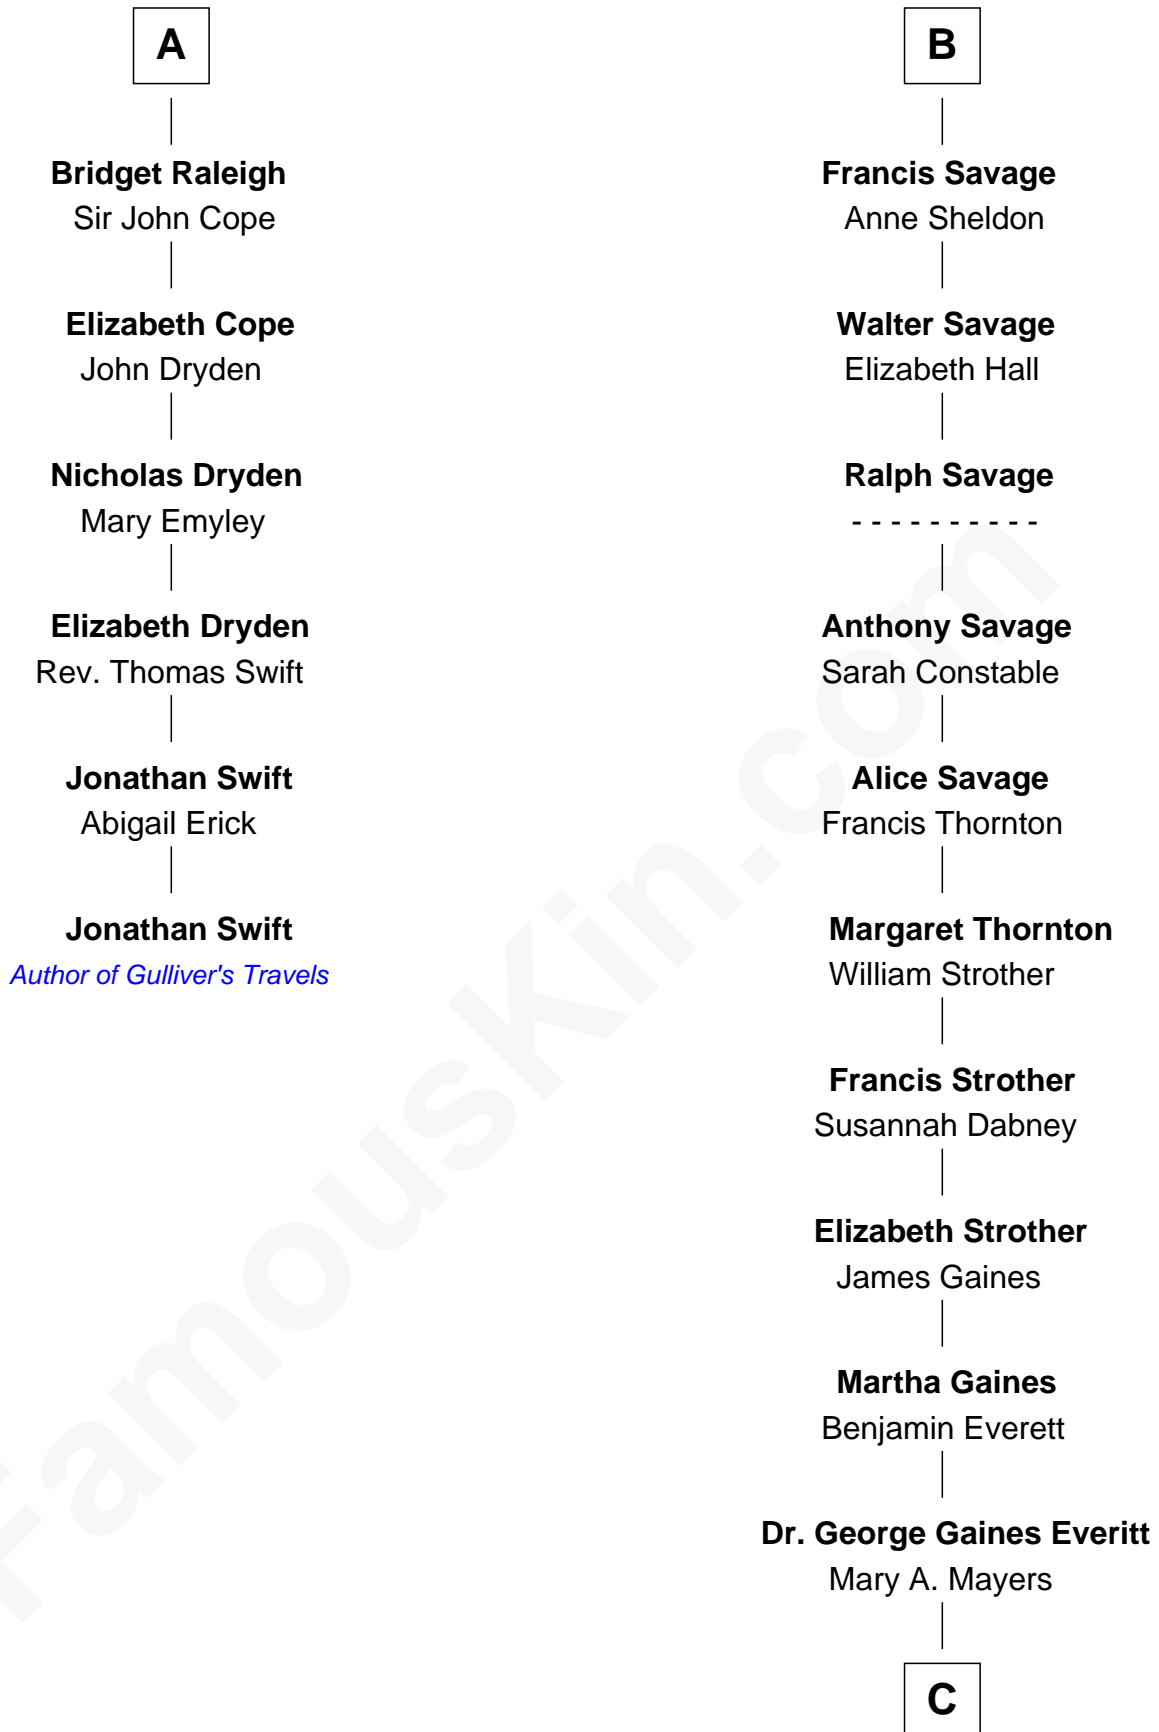 A
Bridget Raleigh
Sir John Cope
Elizabeth Cope
John Dryden
Nicholas Dryden
Mary Emyley
Elizabeth Dryden
Rev. Thomas Swift
Jonathan Swift
Abigail Erick
Jonathan Swift
Author of Gulliver's Travels
B
Francis Savage
Anne Sheldon
Walter Savage
Elizabeth Hall
Ralph Savage
- - - - - - - - - -
Anthony Savage
Sarah Constable
Alice Savage
Francis Thornton
Margaret Thornton
William Strother
Francis Strother
Susannah Dabney
Elizabeth Strother
James Gaines
Martha Gaines
Benjamin Everett
Dr. George Gaines Everitt
Mary A. Mayers
C
FamousKin.com